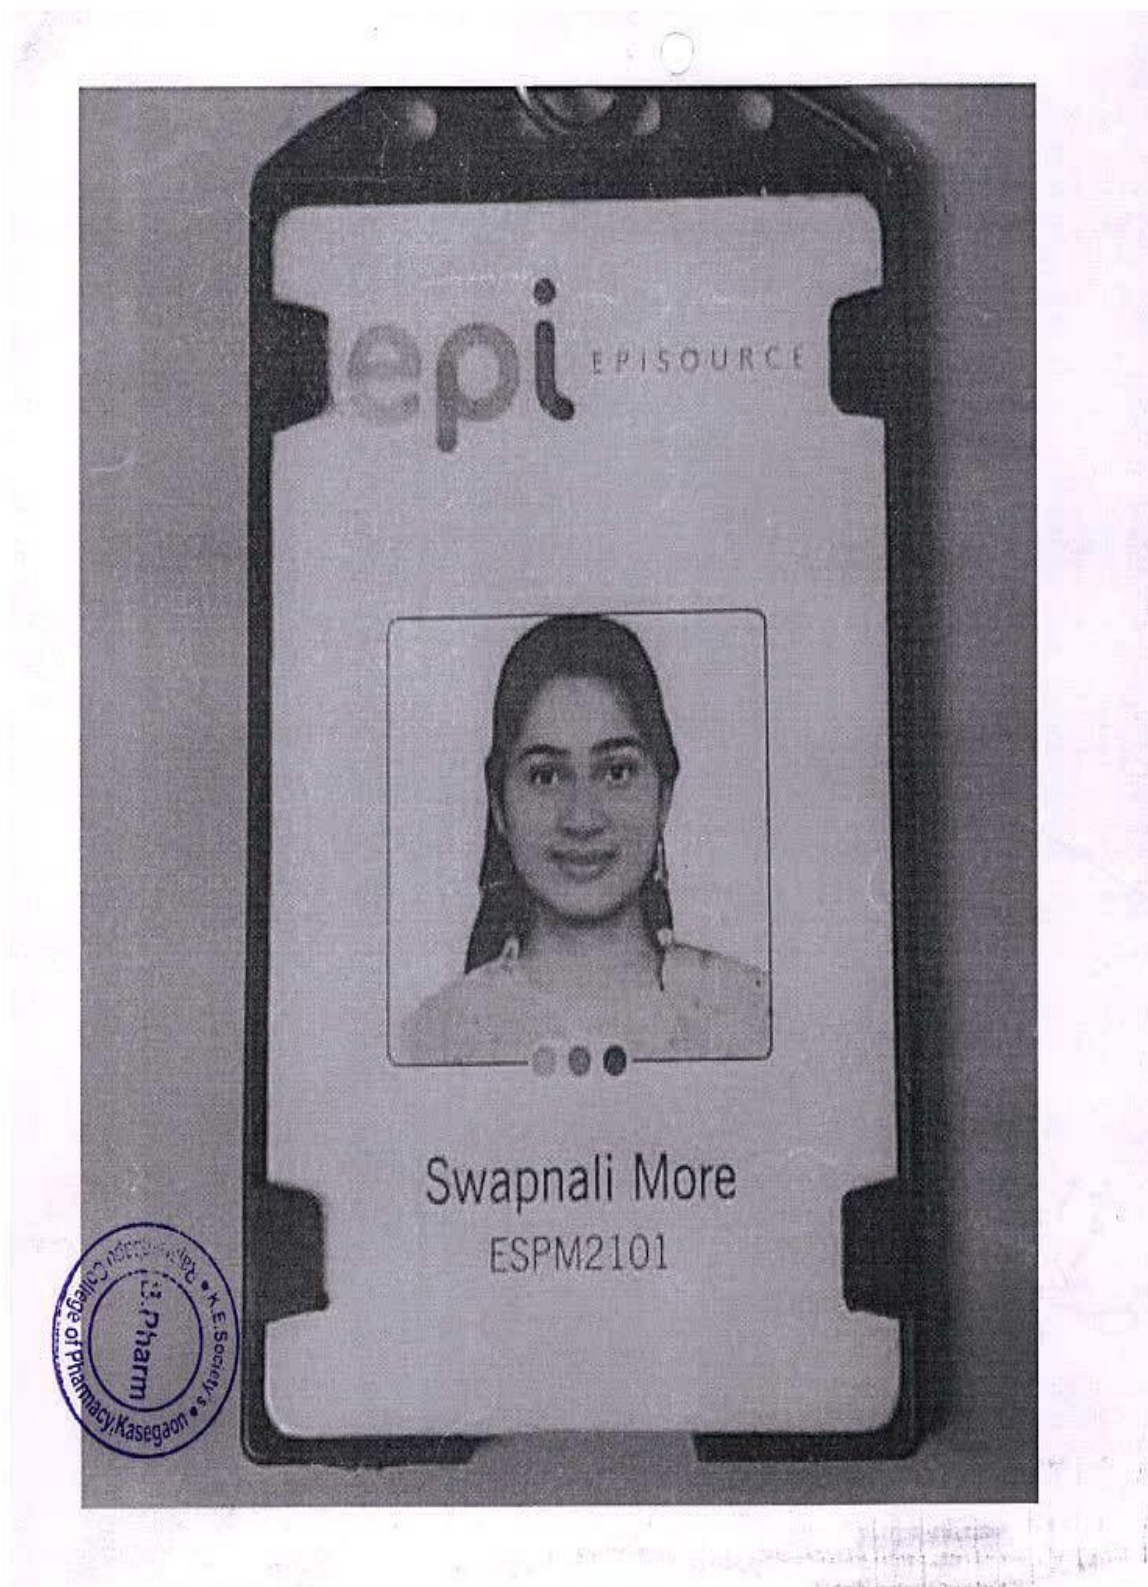 epi EPISOURCE
Swapnali More
ESPM2101
K.E.Society's
College of Pharmacy, Kasegaon
B.Pharm